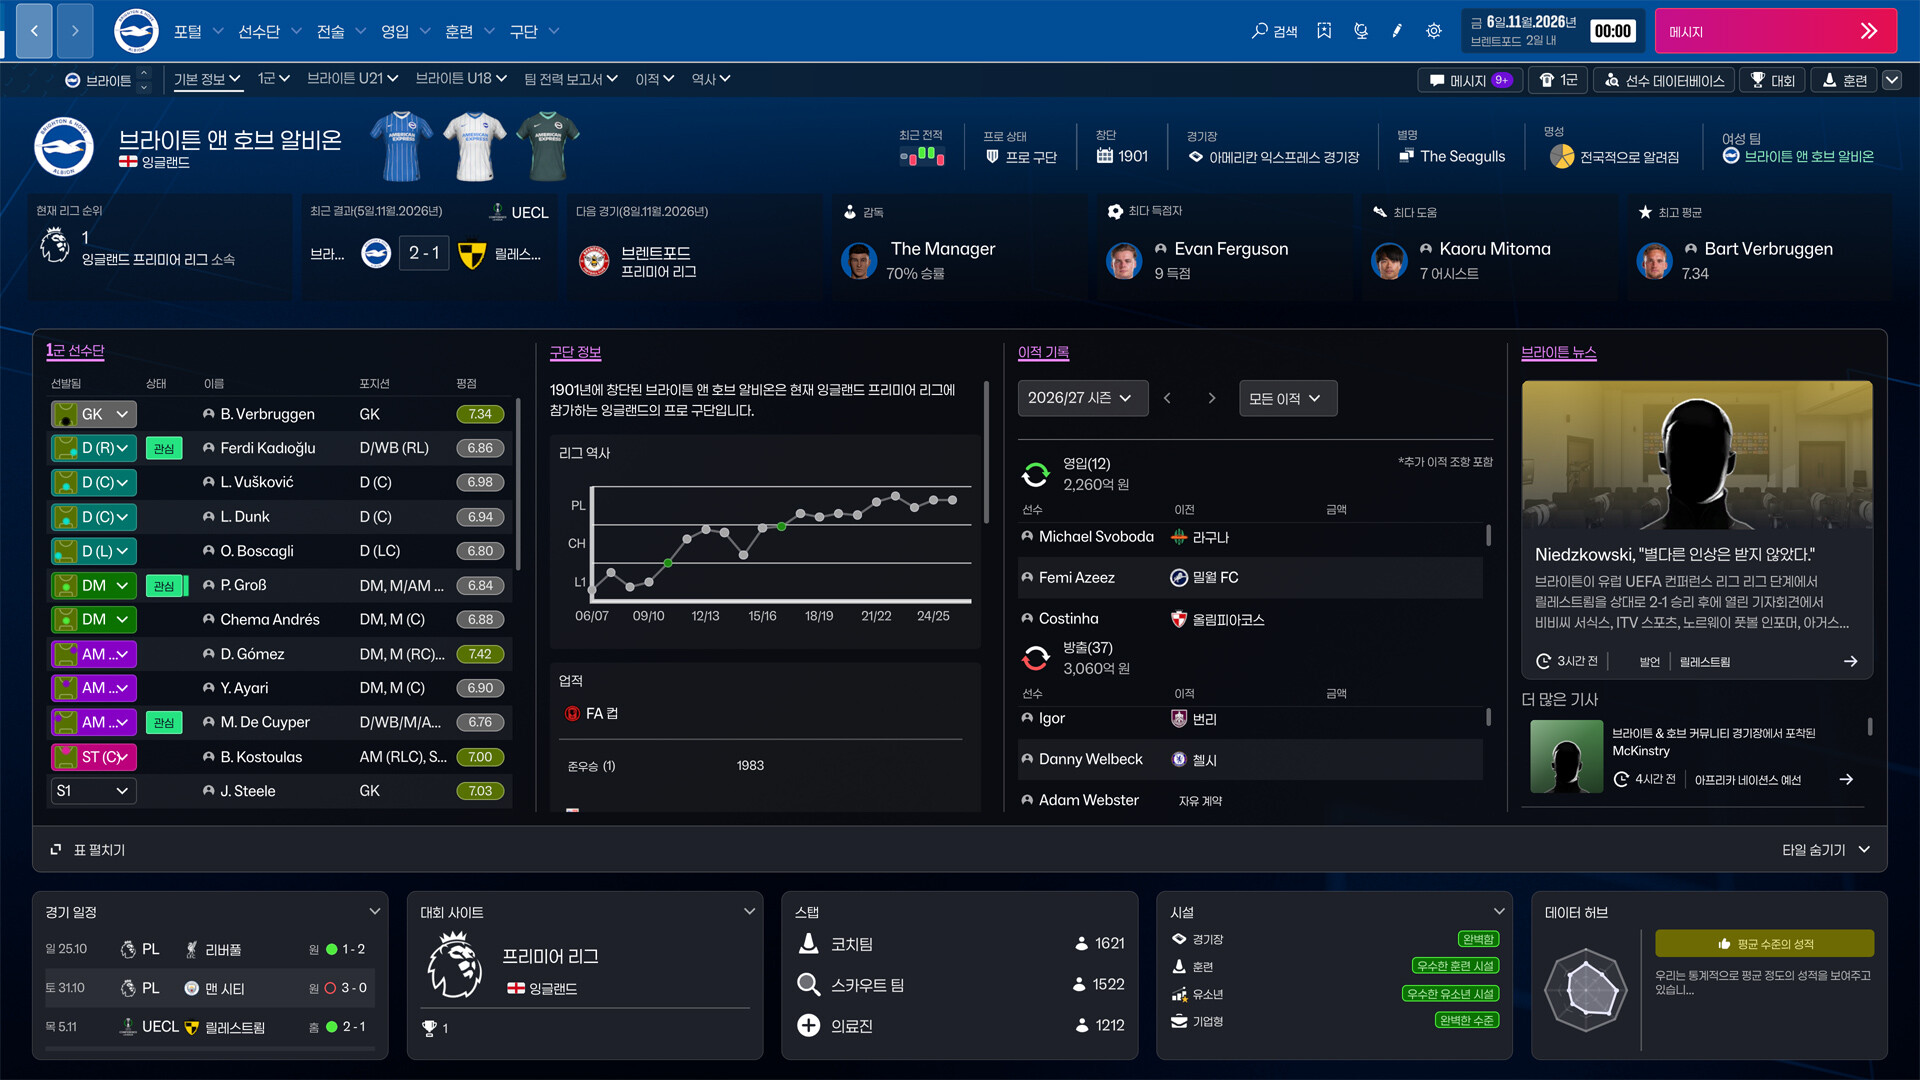 포털 선수단 전술 영입 훈련 구단
검색
금 6일.11월.2026년
브렌트포드 2일 내
00:00
메시지
브라이튼
기본 정보 1군 브라이튼 U21 브라이튼 U18 팀 전력 보고서 이적 역사
메시지 9+ 1군 선수 데이터베이스 대회 훈련
브라이튼 앤 호브 알비온
잉글랜드
AMERICAN EXPRESS AMERICAN EXPRESS AMERICAN EXPRESS
최근 전적
프로 상태
프로 구단
창단
1901
경기장
아메리칸 익스프레스 경기장
별명
The Seagulls
명성
전국적으로 알려짐
여성 팀
브라이튼 앤 호브 알비온
현재 리그 순위
1
잉글랜드 프리미어 리그 소속
최근 결과(5일.11월.2026년) UECL
브라... 2 - 1 릴레스...
다음 경기(8일.11월.2026년)
브렌트포드
프리미어 리그
감독
The Manager
70% 승률
최다 득점자
Evan Ferguson
9 득점
최다 도움
Kaoru Mitoma
7 어시스트
최고 평균
Bart Verbruggen
7.34
1군 선수단
선발됨 상태 이름 포지션 평점
GK B. Verbruggen GK 7.34
D (R) 관심 Ferdi Kadıoğlu D/WB (RL) 6.86
D (C) L. Vušković D (C) 6.98
D (C) L. Dunk D (C) 6.94
D (L) O. Boscagli D (LC) 6.80
DM 관심 P. Groß DM, M/AM ... 6.84
DM Chema Andrés DM, M (C) 6.88
AM ... D. Gómez DM, M (RC)... 7.42
AM ... Y. Ayari DM, M (C) 6.90
AM ... 관심 M. De Cuyper D/WB/M/A... 6.76
ST (C) B. Kostoulas AM (RLC), S... 7.00
S1 J. Steele GK 7.03
구단 정보
1901년에 창단된 브라이튼 앤 호브 알비온은 현재 잉글랜드 프리미어 리그에
참가하는 잉글랜드의 프로 구단입니다.
리그 역사
PL
CH
L1
06/07 09/10 12/13 15/16 18/19 21/22 24/25
업적
FA 컵
준우승 (1) 1983
이적 기록
2026/27 시즌 모든 이적
영입(12)
2,260억 원
*추가 이적 조항 포함
선수 이전 금액
Michael Svoboda 라구나
Femi Azeez 밀월 FC
Costinha 올림피아코스
방출(37)
3,060억 원
선수 이적 금액
Igor 번리
Danny Welbeck 첼시
Adam Webster 자유 계약
브라이튼 뉴스
Niedzkowski, "별다른 인상은 받지 않았다."
브라이튼이 유럽 UEFA 컨퍼런스 리그 리그 단계에서
릴레스트룀을 상대로 2-1 승리 후에 열린 기자회견에서
비비씨 서식스, ITV 스포츠, 노르웨이 풋볼 인포머, 아거스...
3시간 전 발언 릴레스트룀
더 많은 기사
브라이튼 & 호브 커뮤니티 경기장에서 포착된
McKinstry
4시간 전 아프리카 네이션스 예선
표 펼치기
타일 숨기기
경기 일정
일 25.10 PL 리버풀 원 1 - 2
토 31.10 PL 맨 시티 원 3 - 0
목 5.11 UECL 릴레스트룀 홈 2 - 1
대회 사이트
프리미어 리그
잉글랜드
1
스탭
코치팀 1621
스카우트 팀 1522
의료진 1212
시설
경기장 완벽함
훈련 우수한 훈련 시설
유소년 우수한 유소년 시설
기업형 완벽한 수준
데이터 허브
평균 수준의 성적
우리는 통계적으로 평균 정도의 성적을 보여주고
있습니...